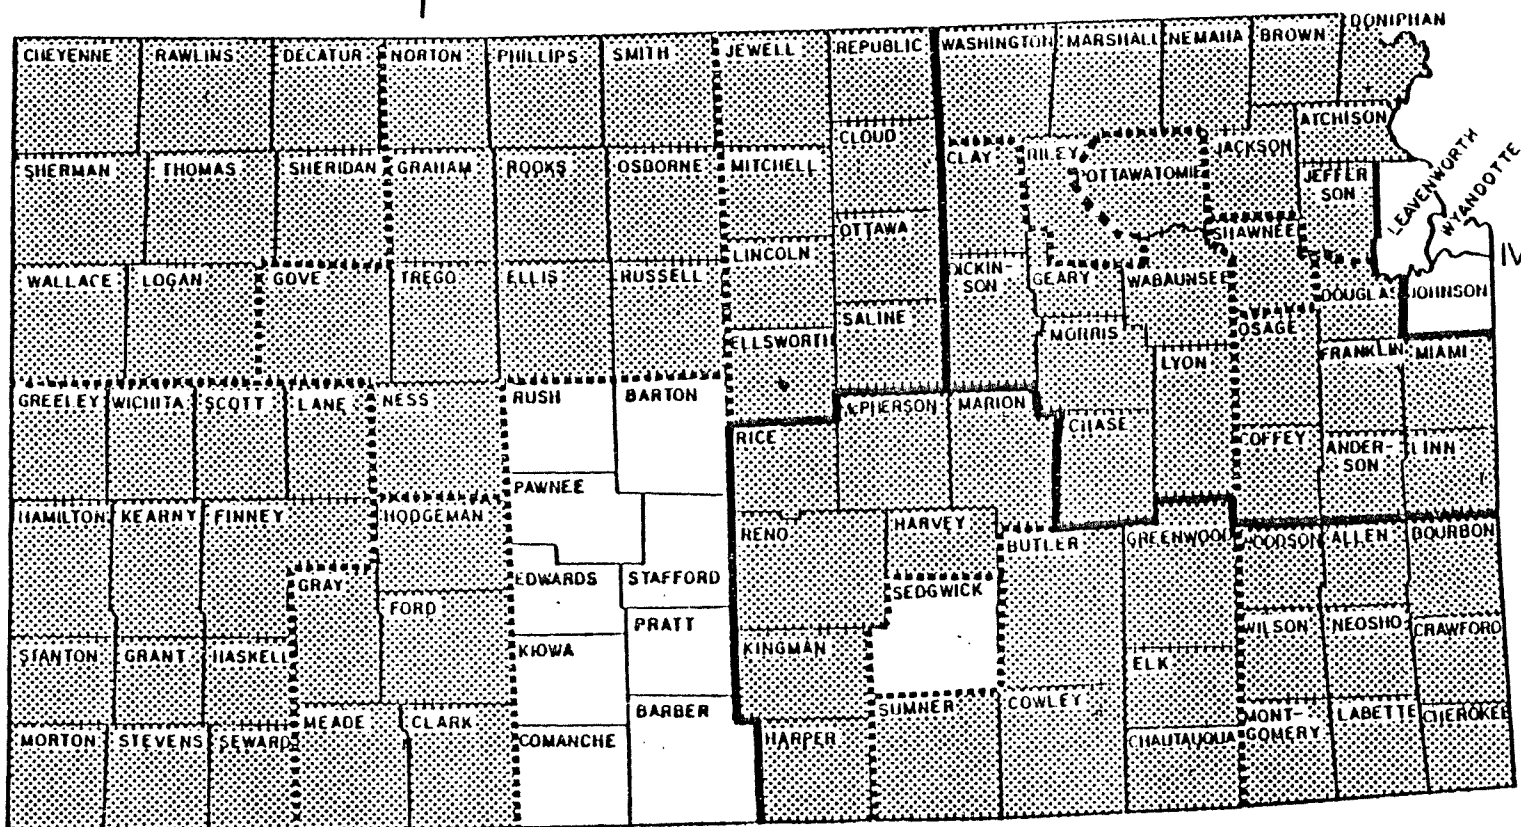 DONIPHAN
CHEYENNE RAWLINS DECATUR NORTON PHILLIPS SMITH JEWELL REPUBLIC WASHINGTON MARSHALL NEMAHA BROWN
ATCHISON
CLOUD
SHERMAN THOMAS SHERIDAN GRAHAM ROOKS OSBORNE MITCHELL CLAY RILEY JACKSON
POTTAWATOMIE JEFFER
SON
LEAVENWORTH
WYANDOTTE
OTTAWA SHAWNEE
LINCOLN
WALLACE LOGAN GOVE TREGO ELLIS RUSSELL DICKIN-
SON GEARY WABAUNSEE IV
DOUGLAS JOHNSON
SALINE OSAGE
ELLSWORTH MORRIS
FRANKLIN MIAMI
LYON
GREELEY WICHITA SCOTT LANE NESS RUSH BARTON
McPHERSON MARION
CHASE
RICE COFFEY ANDER-
SON LINN
PAWNEE
HAMILTON KEARNY FINNEY HODGEMAN
HARVEY
RENO BUTLER GREENWOOD WOODSON ALLEN BOURBON
GRAY EDWARDS STAFFORD
SEDGWICK
FORD
PRATT WILSON NEOSHO CRAWFORD
STANTON GRANT HASKELL KIOWA KINGMAN
ELK
MEADE CLARK BARBER SUMNER COWLEY
MONT-
GOMERY LABETTE CHEROKEE
MORTON STEVENS SEWARD COMANCHE HARPER CHAUTAUQUA